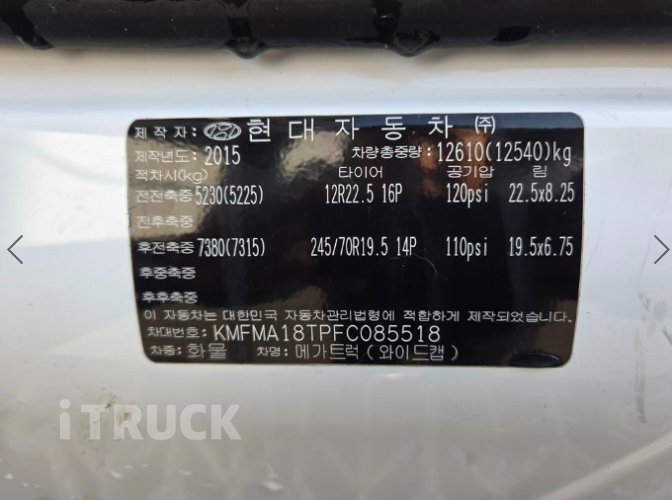 제 작 자: 현 대 자 동 차 ㈜
제작년도: 2015 차량총중량: 12610(12540)kg
적차시(kg) 타이어 공기압 림
전전축중 5230(5225) 12R22.5 16P 120psi 22.5x8.25
전후축중
후전축중 7380(7315) 245/70R19.5 14P 110psi 19.5x6.75
후중축중
후후축중
이 자동차는 대한민국 자동차관리법령에 적합하게 제작되었습니다.
차대번호: KMFMA18TPFC085518
차종: 화물 차명: 메가트럭(와이드캡)
iTRUCK